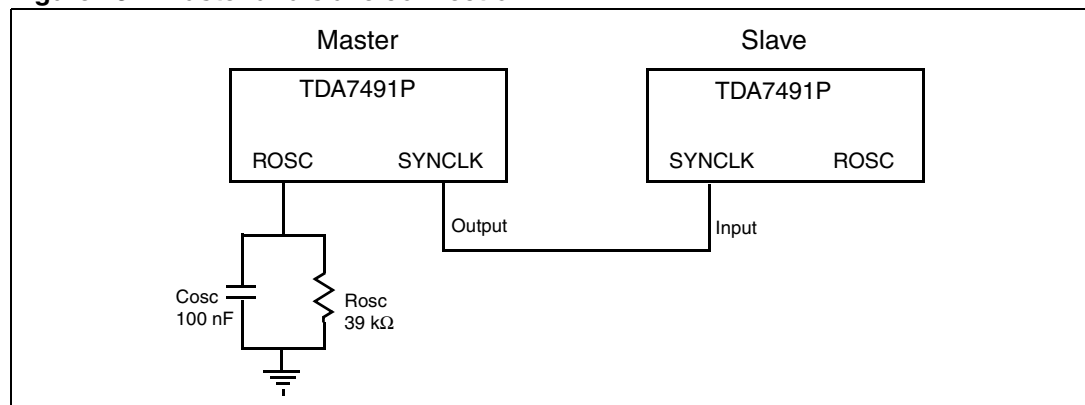 Master
Slave
TDA7491P
TDA7491P
ROSC
SYNCLK
SYNCLK
ROSC
Output
Input
Cosc
100 nF
Rosc
39 kΩ